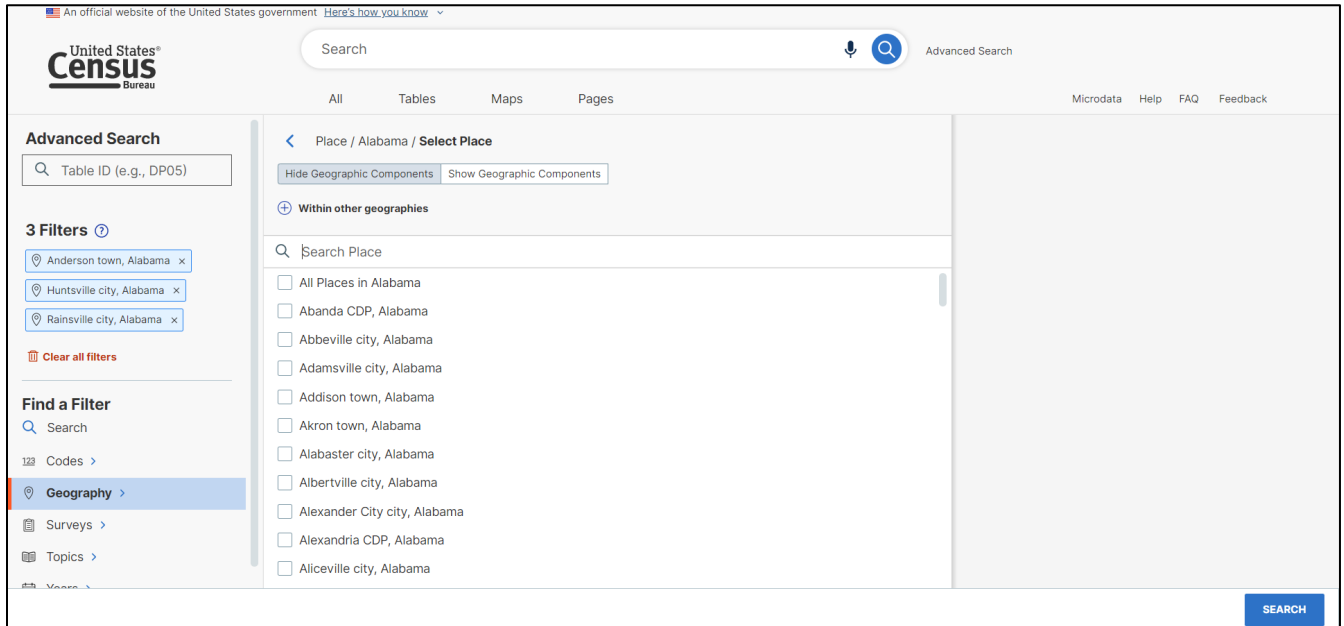 An official website of the United States government Here's how you know
United States®
Census
Bureau
Search
Advanced Search
All Tables Maps Pages
Microdata Help FAQ Feedback
Advanced Search
Table ID (e.g., DP05)
3 Filters ?
Anderson town, Alabama ×
Huntsville city, Alabama ×
Rainsville city, Alabama ×
Clear all filters
Find a Filter
Search
123 Codes >
Geography >
Surveys >
Topics >
Years >
Place / Alabama / Select Place
Hide Geographic Components Show Geographic Components
Within other geographies
Search Place
All Places in Alabama
Abanda CDP, Alabama
Abbeville city, Alabama
Adamsville city, Alabama
Addison town, Alabama
Akron town, Alabama
Alabaster city, Alabama
Albertville city, Alabama
Alexander City city, Alabama
Alexandria CDP, Alabama
Aliceville city, Alabama
SEARCH